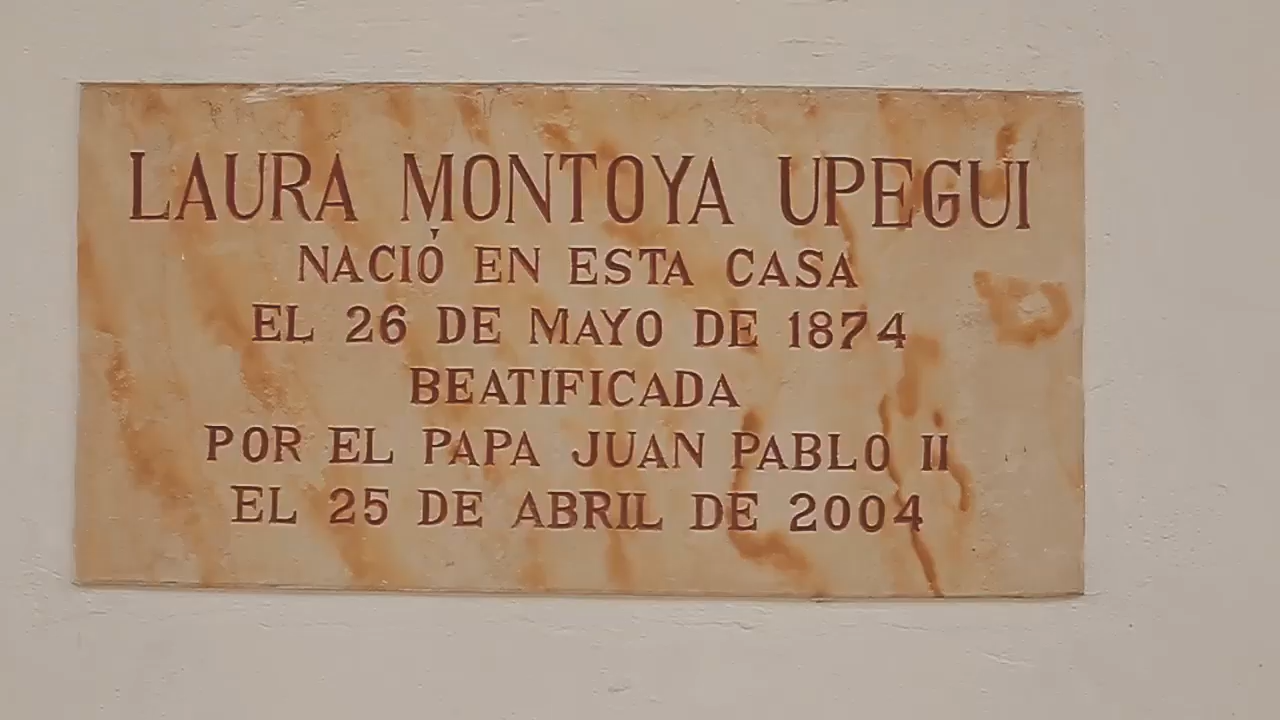 LAURA MONTOYA UPEGUI
NACIÓ EN ESTA CASA
EL 26 DE MAYO DE 1874
BEATIFICADA
POR EL PAPA JUAN PABLO II
EL 25 DE ABRIL DE 2004